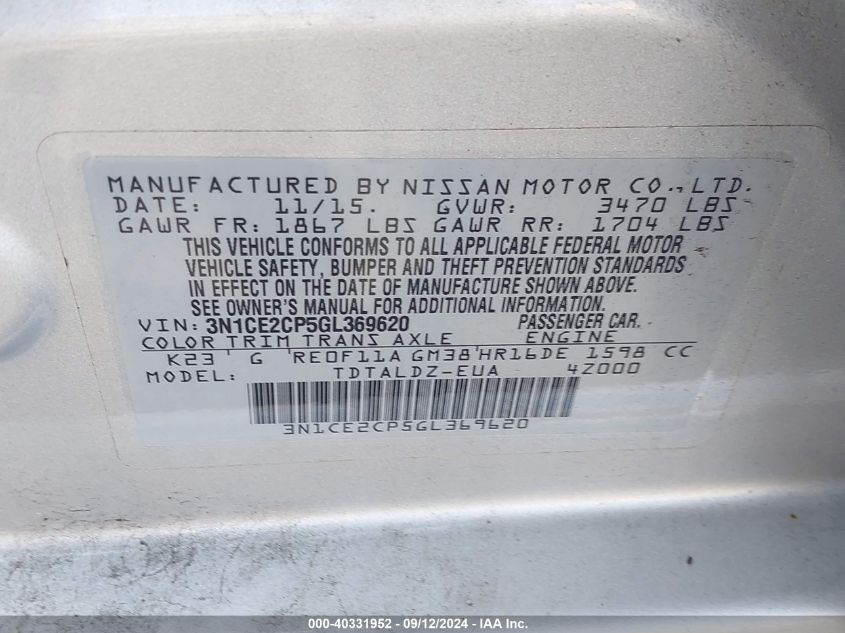 MANUFACTURED BY NISSAN MOTOR CO., LTD.
DATE: 11/15. GVWR: 3470 LBS
GAWR FR: 1867 LBS GAWR RR: 1704 LBS
THIS VEHICLE CONFORMS TO ALL APPLICABLE FEDERAL MOTOR
VEHICLE SAFETY, BUMPER AND THEFT PREVENTION STANDARDS
IN EFFECT ON THE DATE OF MANUFACTURE SHOWN ABOVE.
SEE OWNER'S MANUAL FOR ADDITIONAL INFORMATION.
VIN: 3N1CE2CP5GL369620 PASSENGER CAR.
COLOR TRIM TRANS AXLE ENGINE
K23 ' G 'RE0F11A GM38'HR16DE 1598 CC
MODEL: TDTALDZ-EUA 4Z000
3N1CE2CP5GL369620
000-40331952 - 09/12/2024 - IAA Inc.